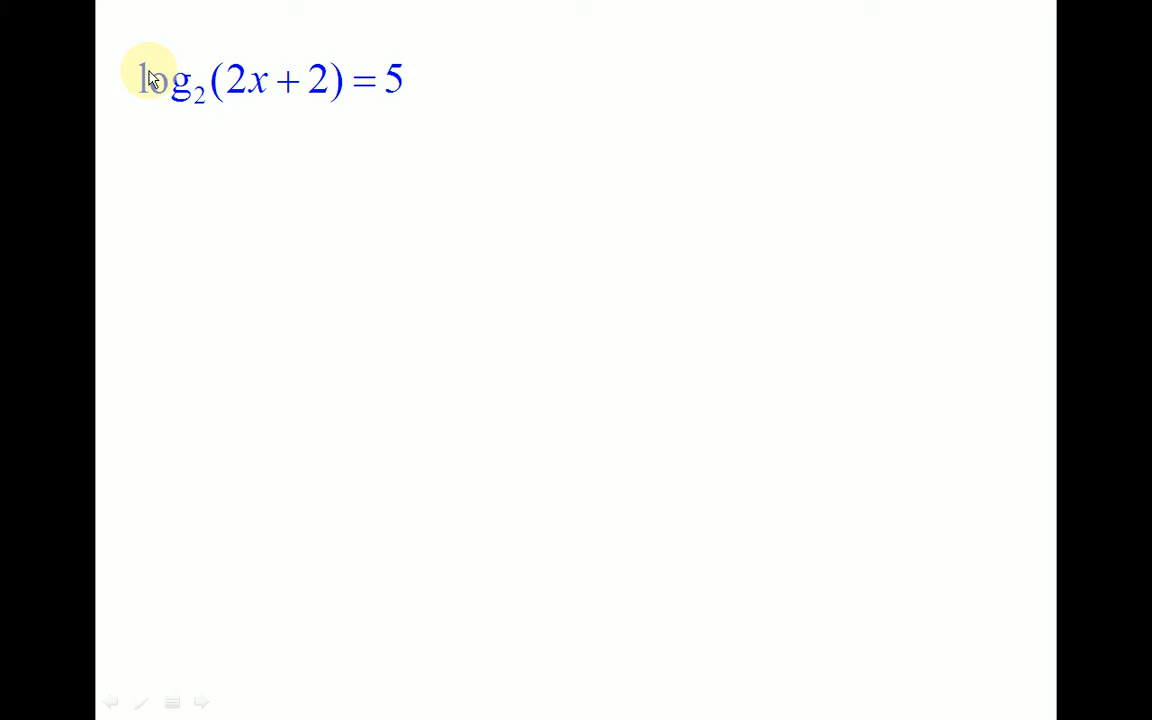 log₂(2x + 2) = 5